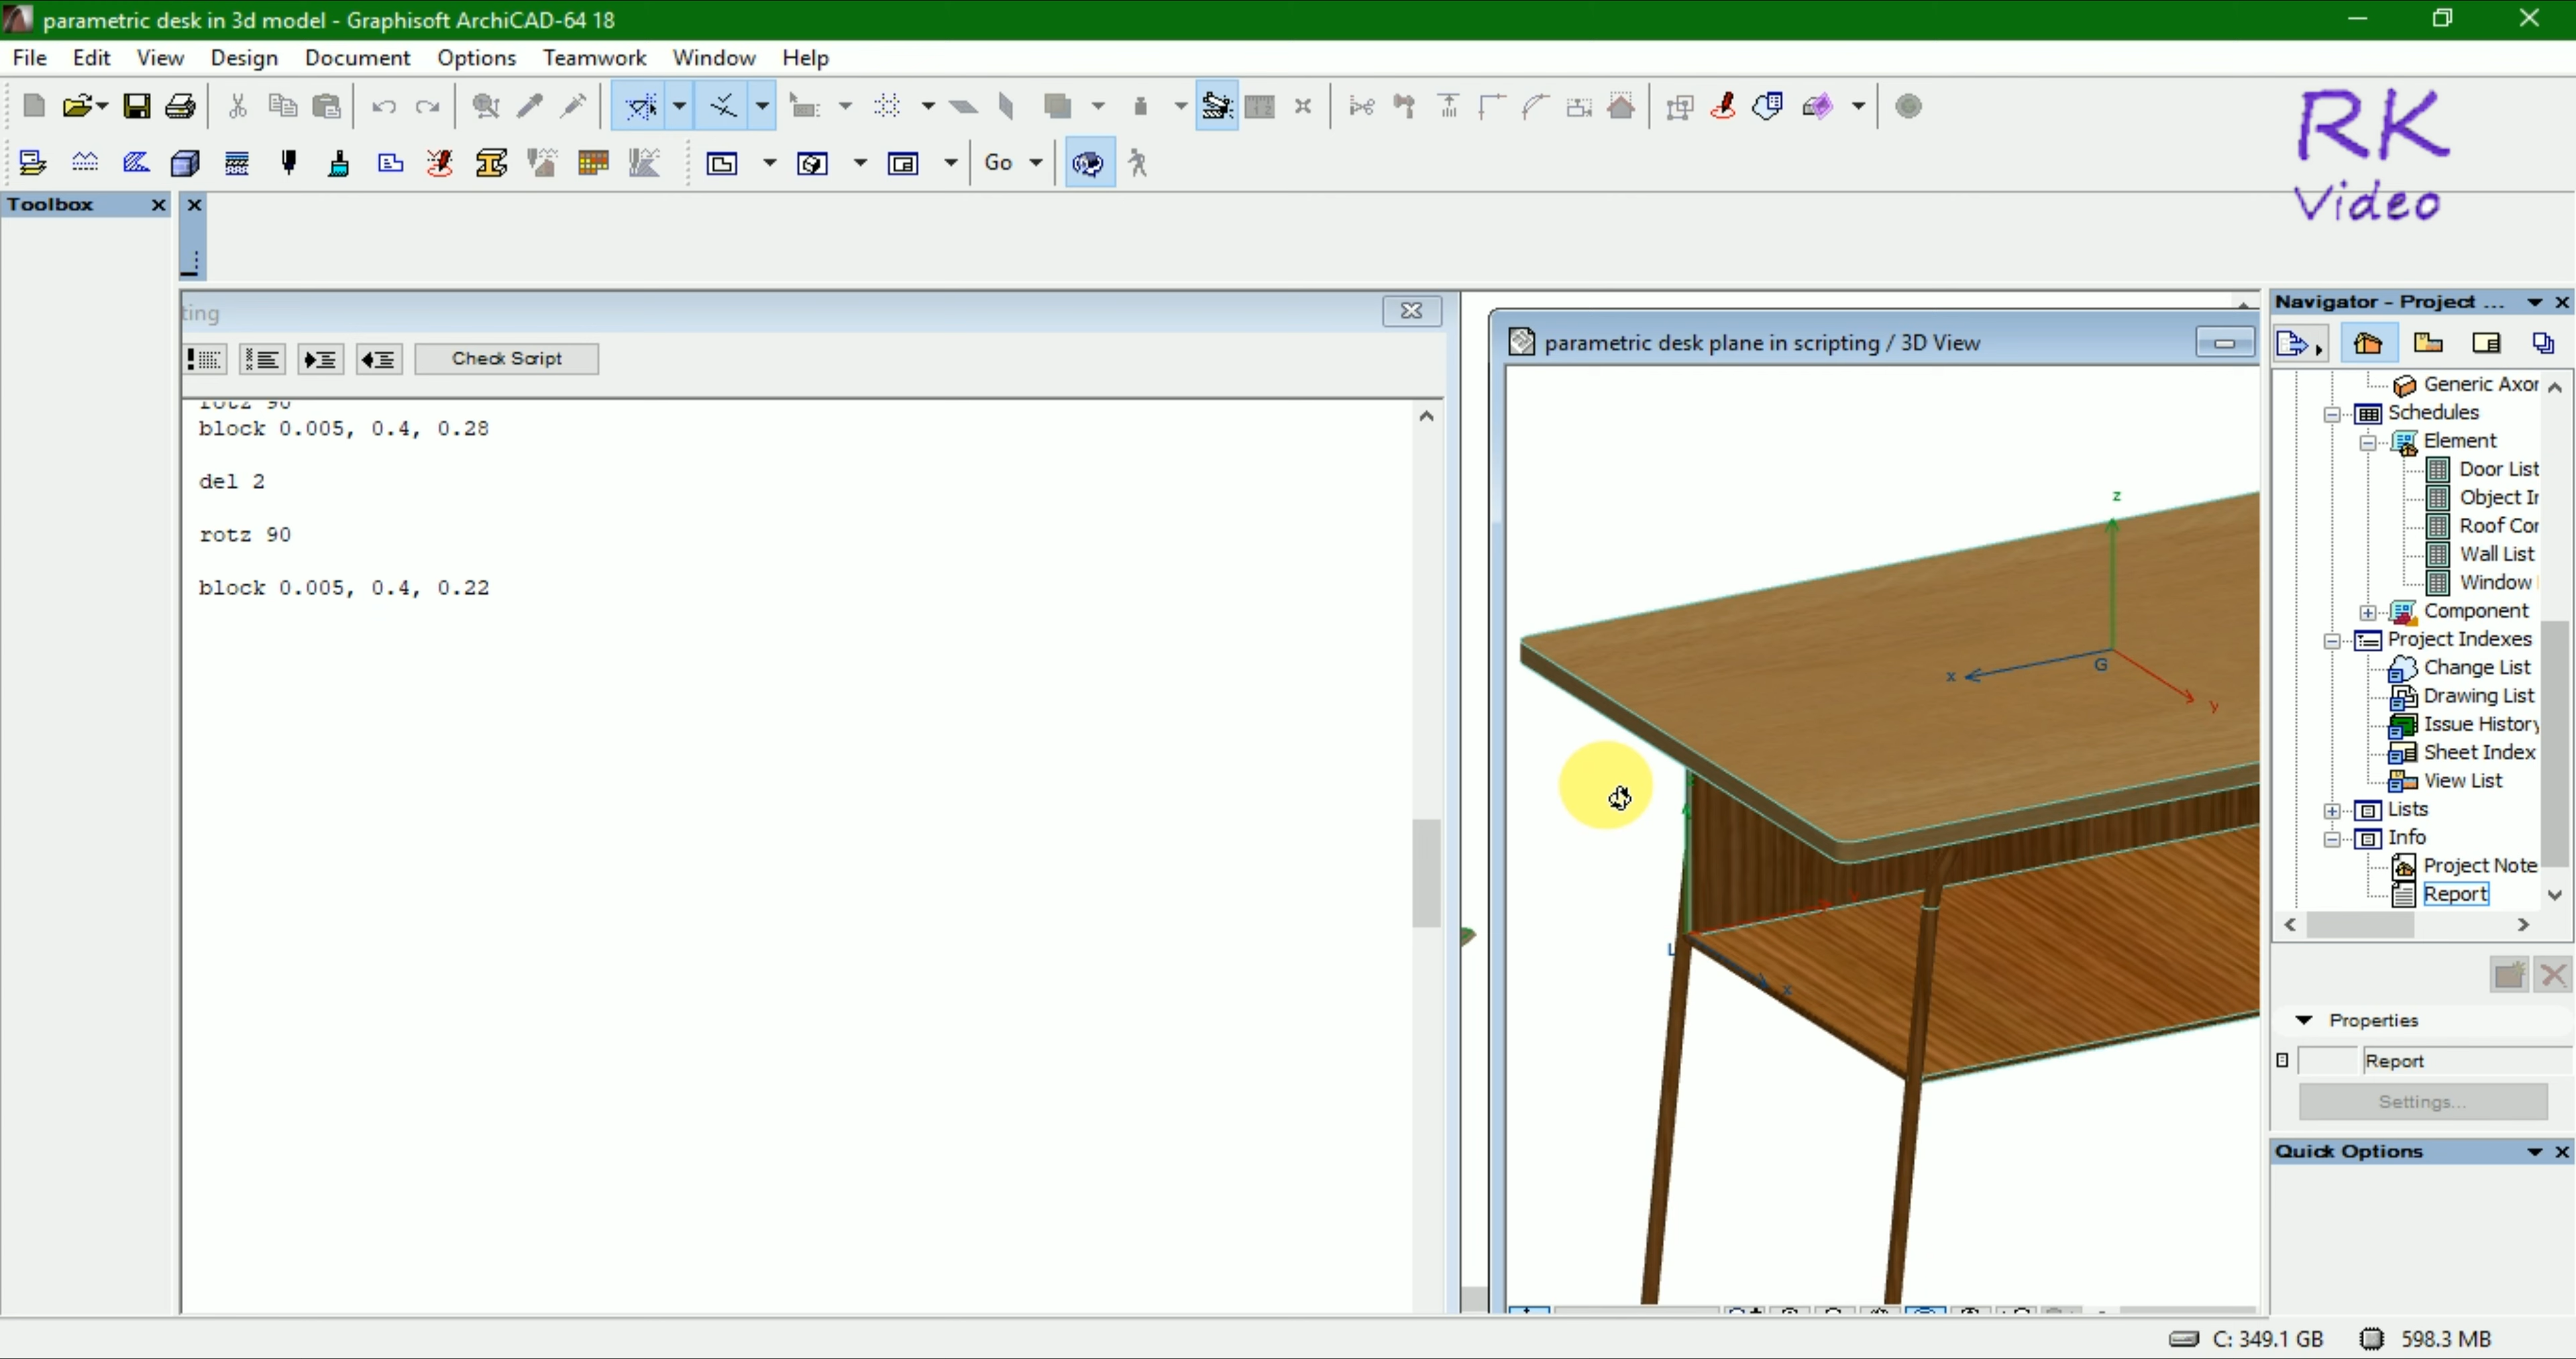 parametric desk in 3d model - Graphisoft ArchiCAD-64 18
File Edit View Design Document Options Teamwork Window Help
RK
Video
Go
Toolbox
ting
Check Script
rotz 90
block 0.005, 0.4, 0.28
del 2
rotz 90
block 0.005, 0.4, 0.22
parametric desk plane in scripting / 3D View
z
x
G
y
L
x
Navigator - Project ...
Generic Axor
Schedules
Element
Door List
Object Ir
Roof Cor
Wall List
Window
Component
Project Indexes
Change List
Drawing List
Issue History
Sheet Index
View List
Lists
Info
Project Note
Report
Properties
Report
Settings...
Quick Options
C: 349.1 GB 598.3 MB